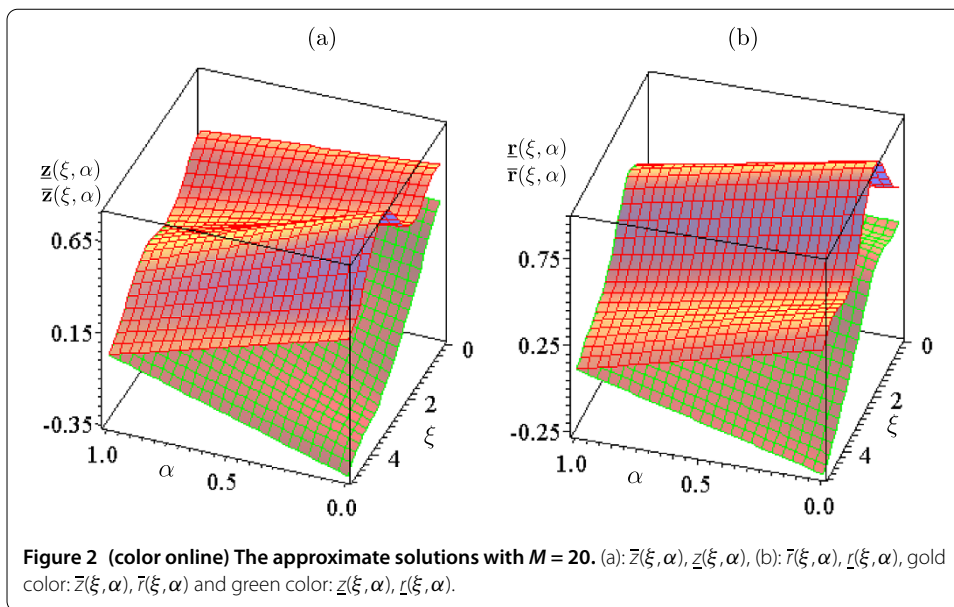 (a)
(b)
z̲(ξ, α)
z̅(ξ, α)
0.65
0.15
-0.35
1.0
α
0.5
0.0
4
ξ
2
0
r̲(ξ, α)
r̅(ξ, α)
0.75
0.25
-0.25
1.0
α
0.5
0.0
4
ξ
2
0
Figure 2 (color online) The approximate solutions with M = 20. (a): z̅(ξ, α), z̲(ξ, α), (b): r̅(ξ, α), r̲(ξ, α), gold
color: z̅(ξ, α), r̅(ξ, α) and green color: z̲(ξ, α), r̲(ξ, α).